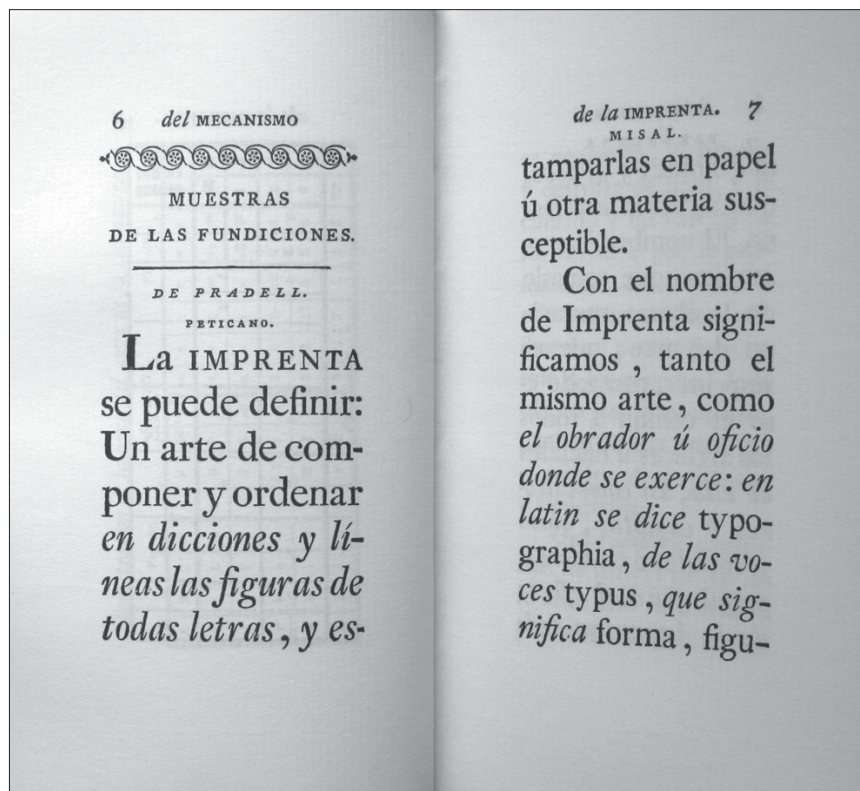 6 del MECANISMO
MUESTRAS
DE LAS FUNDICIONES.
DE PRADELL.
PETICANO.
La IMPRENTA
se puede definir:
Un arte de com-
poner y ordenar
en dicciones y lí-
neas las figuras de
todas letras, y es-
de la IMPRENTA. 7
MISAL.
tamparlas en papel
ú otra materia sus-
ceptible.
Con el nombre
de Imprenta signi-
ficamos , tanto el
mismo arte, como
el obrador ú oficio
donde se exerce: en
latin se dice typo-
graphia, de las vo-
ces typus , que sig-
nifica forma, figu-